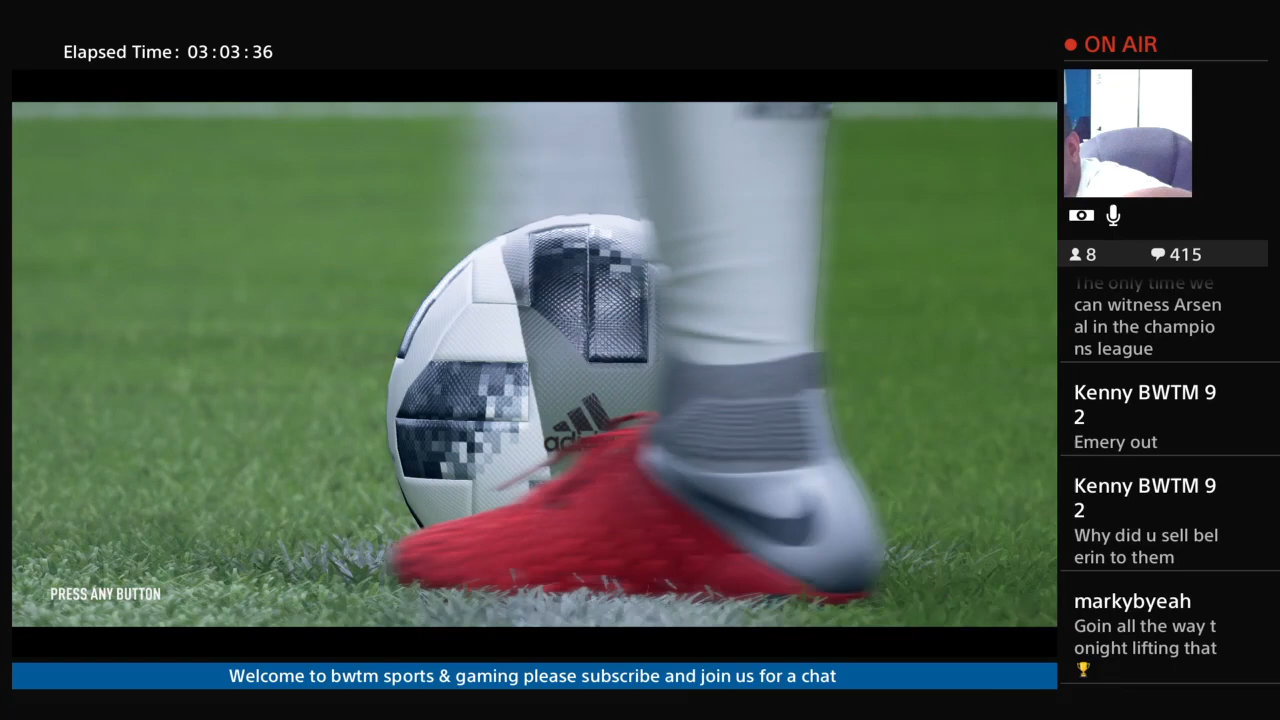 Elapsed Time: 03:03:36
ON AIR
8 415
The only time we
can witness Arsen
al in the champio
ns league
Kenny BWTM 9
2
Emery out
Kenny BWTM 9
2
Why did u sell bel
erin to them
markybyeah
Goin all the way t
onight lifting that
🏆
PRESS ANY BUTTON
Welcome to bwtm sports & gaming please subscribe and join us for a chat